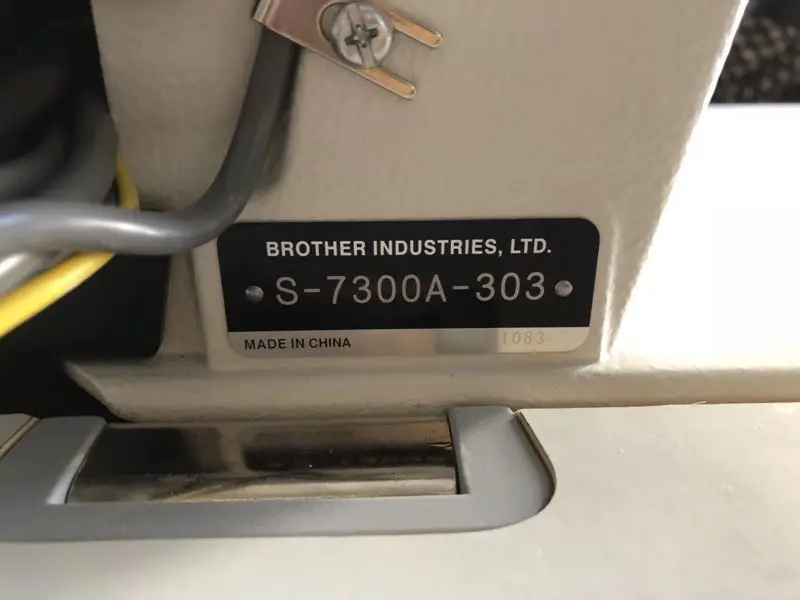 BROTHER INDUSTRIES, LTD.
S-7300A-303
MADE IN CHINA
1083